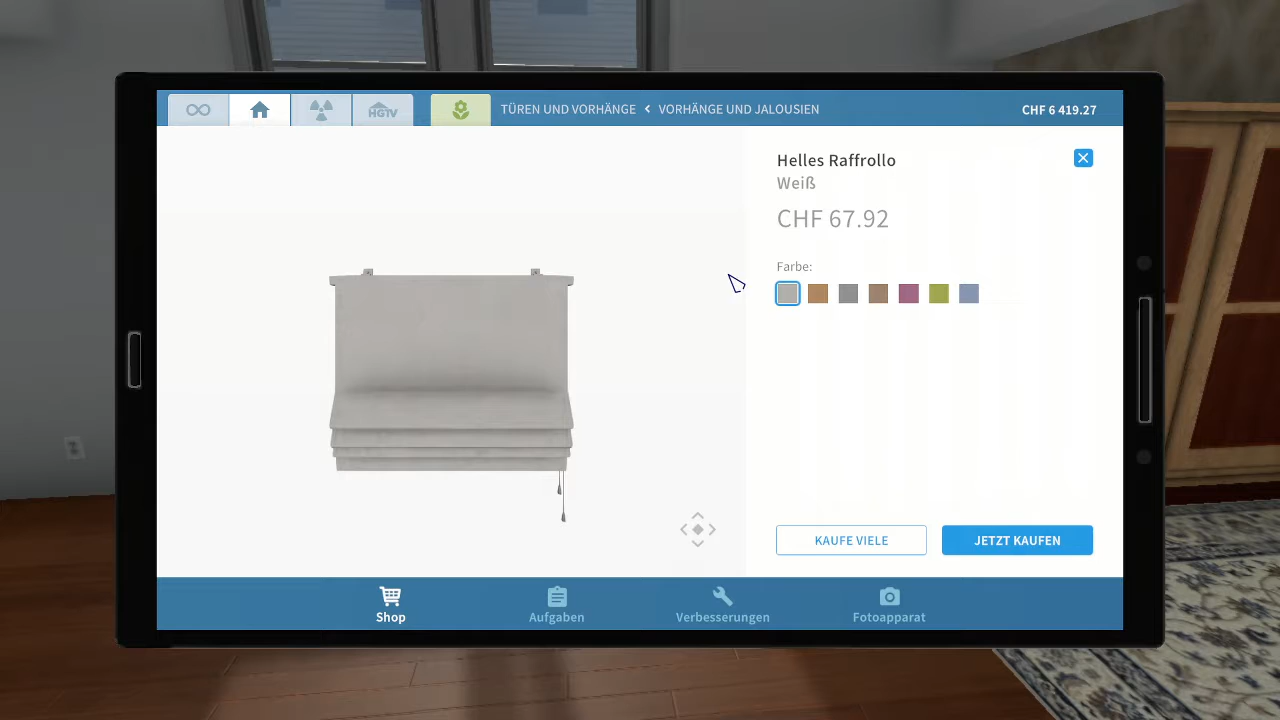 HGTV
TÜREN UND VORHÄNGE < VORHÄNGE UND JALOUSIEN
CHF 6 419.27
Helles Raffrollo
Weiß
CHF 67.92
Farbe:
KAUFE VIELE
JETZT KAUFEN
Shop
Aufgaben
Verbesserungen
Fotoapparat